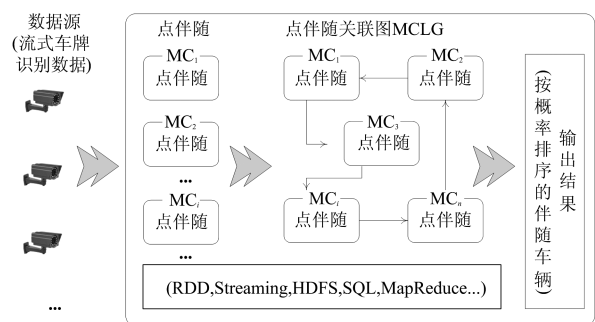 数据源
(流式车牌
识别数据)
...
点伴随
MC1
点伴随
MC2
点伴随
...
MCi
点伴随
...
点伴随关联图MCLG
MC1
点伴随
MC2
点伴随
MC3
点伴随
MCi
点伴随
MCn
点伴随
(RDD,Streaming,HDFS,SQL,MapReduce...)
输出结果
(按概率排序的伴随车辆)